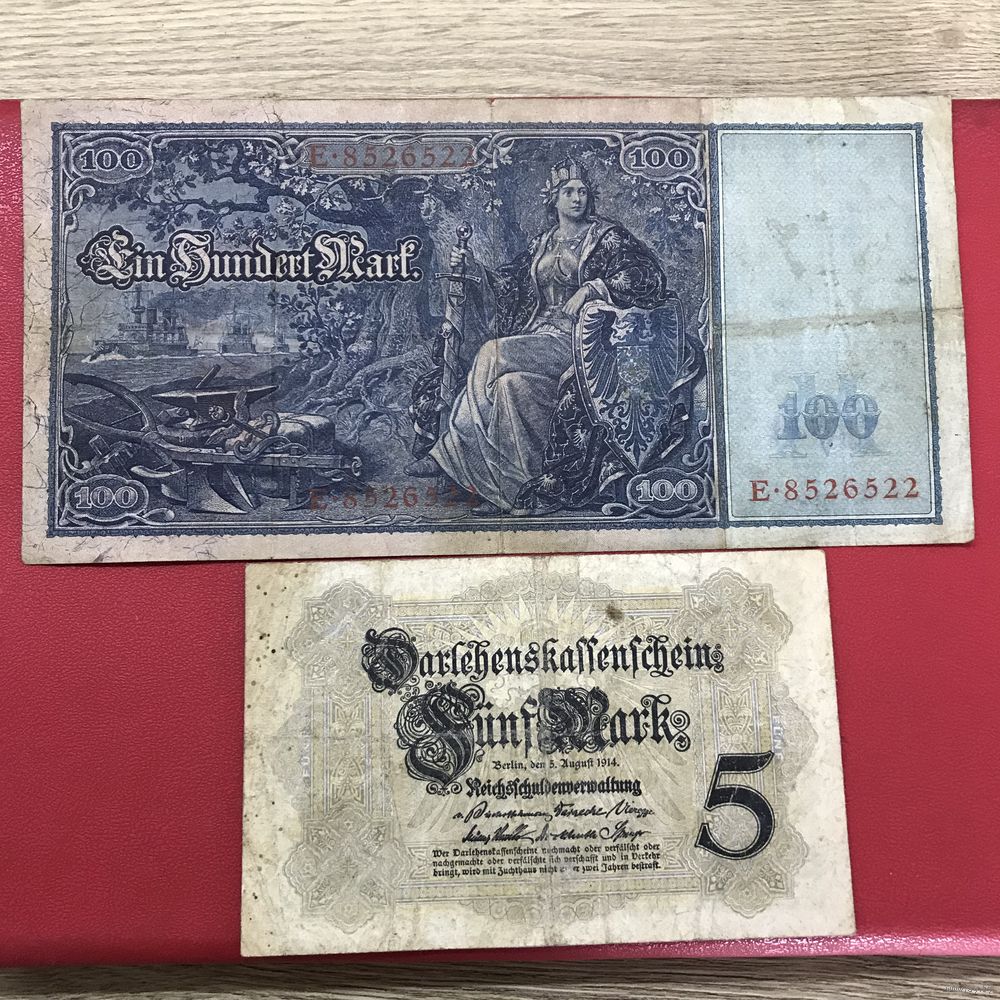 100
E·8526522
100
Ein Hundert Mark.
100
100
E·8526522
100
E·8526522
Darlehenskassenschein
Fünf Mark
Berlin, den 5. August 1914.
5
Reichsschuldenverwaltung
Wer Darlehenskassenscheine nachmacht oder verfälscht oder
nachgemachte oder verfälschte sich verschafft und in Verkehr
bringt, wird mit Zuchthaus nicht unter zwei Jahren bestraft.